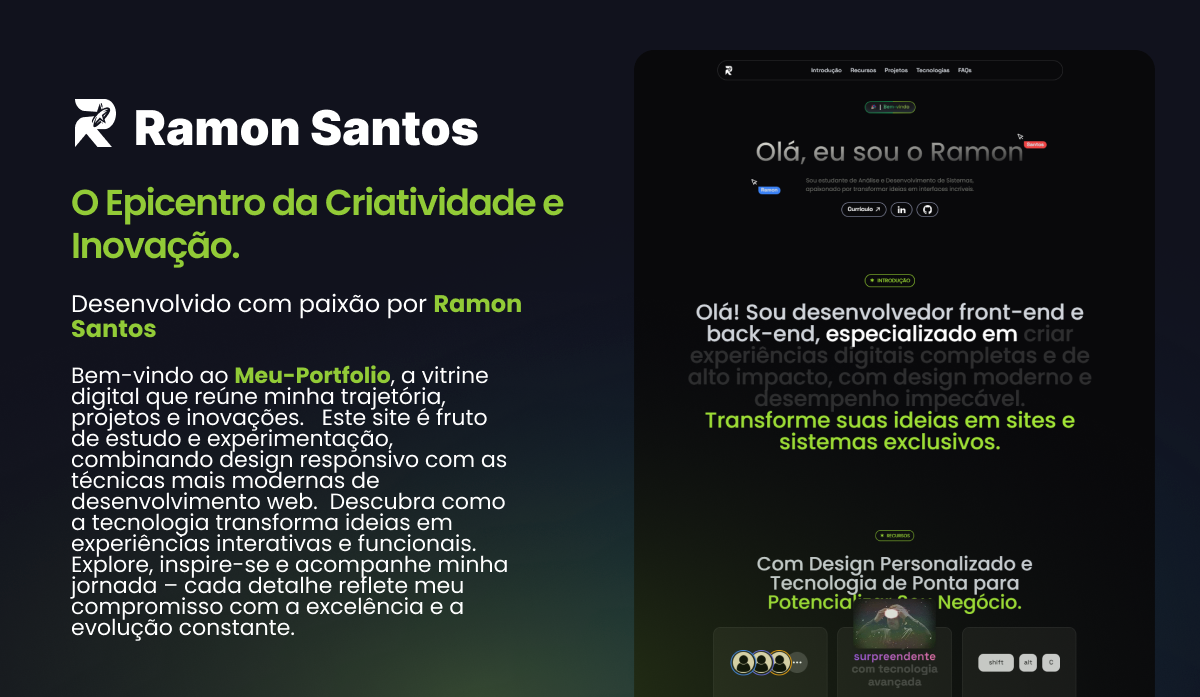 Ramon Santos
O Epicentro da Criatividade e
Inovação.
Desenvolvido com paixão por Ramon
Santos
Bem-vindo ao Meu-Portfolio, a vitrine
digital que reúne minha trajetória,
projetos e inovações. Este site é fruto
de estudo e experimentação,
combinando design responsivo com as
técnicas mais modernas de
desenvolvimento web. Descubra como
a tecnologia transforma ideias em
experiências interativas e funcionais.
Explore, inspire-se e acompanhe minha
jornada – cada detalhe reflete meu
compromisso com a excelência e a
evolução constante.
Introdução Recursos Projetos Tecnologias FAQs
Bem-vindo
Olá, eu sou o Ramon
Santos
Ramon
Sou estudante de Análise e Desenvolvimento de Sistemas,
apaixonado por transformar ideias em interfaces incríveis.
Currículo
in
INTRODUÇÃO
Olá! Sou desenvolvedor front-end e
back-end, especializado em criar
experiências digitais completas e de
alto impacto, com design moderno e
desempenho impecável.
Transforme suas ideias em sites e
sistemas exclusivos.
RECURSOS
Com Design Personalizado e
Tecnologia de Ponta para
Potencializar Seu Negócio.
surpreendente
com tecnologia
avançada
shift alt C